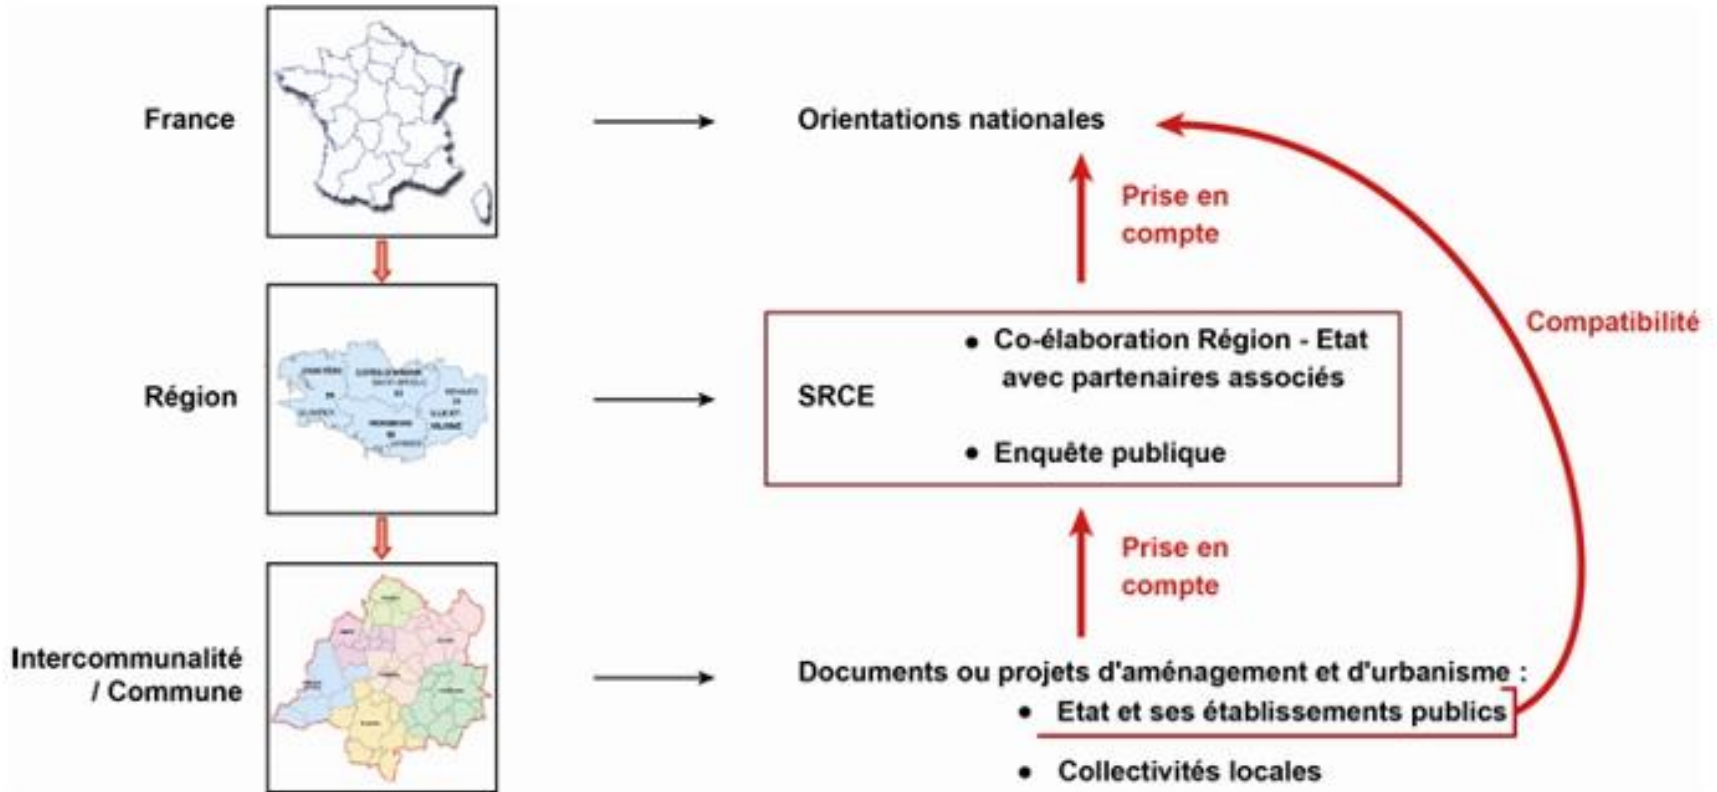 France
Orientations nationales
Prise en
compte
Compatibilité
Région
SRCE
• Co-élaboration Région - Etat
avec partenaires associés
• Enquête publique
Prise en
compte
Intercommunalité
/ Commune
Documents ou projets d'aménagement et d'urbanisme :
• Etat et ses établissements publics
• Collectivités locales